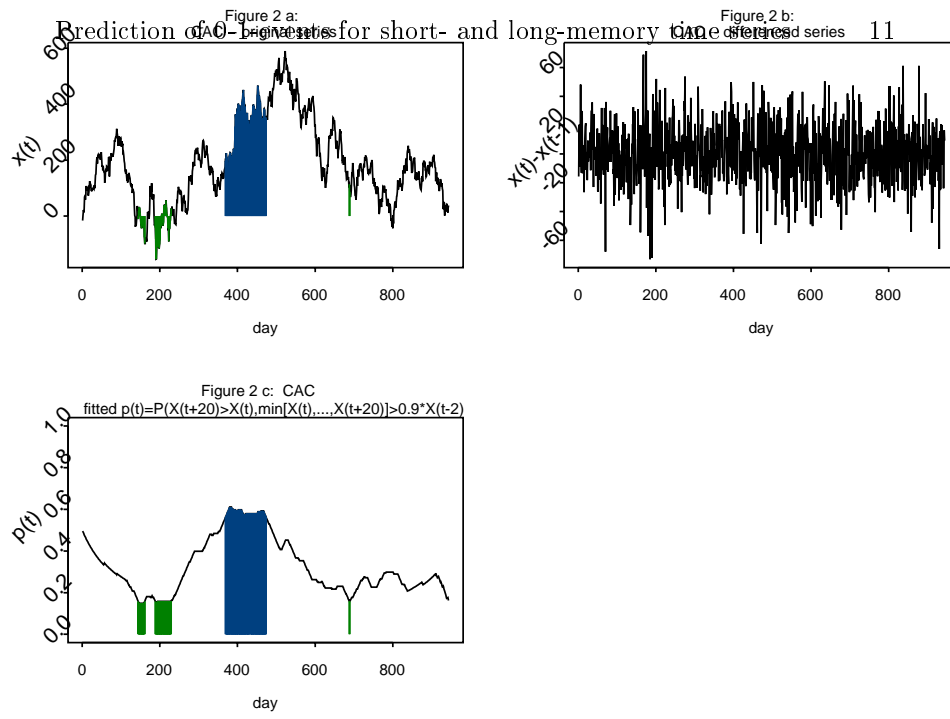 Prediction of 0-1-events for short- and long-memory time series 11
Figure 2 a:
CAC - original series
600
400
200
0
X(t)
0 200 400 600 800
day
Figure 2 b:
CAC - differenced series
60
20
-20
-60
X(t)-X(t-1)
0 200 400 600 800
day
Figure 2 c: CAC
fitted p(t)=P(X(t+20)>X(t),min[X(t),...,X(t+20)]>0.9*X(t-2)
1.0
0.8
0.6
0.4
0.2
0.0
p(t)
0 200 400 600 800
day